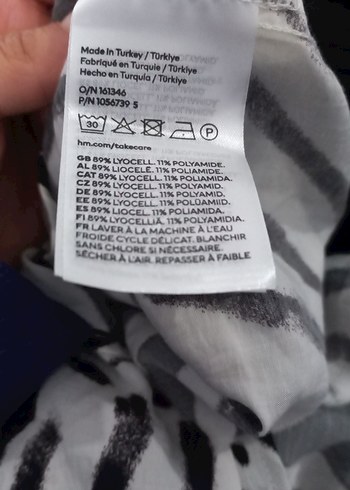 Made in Turkey / Türkiye
Fabriqué en Turquie / Türkiye
Hecho en Turquía / Türkiye
O/N 161346
P/N 1056739 5
30
P
hm.com/takecare
GB 89% LYOCELL. 11% POLYAMIDE.
AL 89% LIOCELË. 11% POLIAMIDE.
CAT 89% LYOCELL. 11% POLIAMIDA.
CZ 89% LYOCELL. 11% POLYAMID.
DE 89% LYOCELL. 11% POLYAMID.
EE 89% LÜOTSELL. 11% POLÜAMIID.
ES 89% LIOCEL. 11% POLIAMIDA.
FI 89% LYOCELLIA. 11% POLYAMIDIA.
FR LAVER À LA MACHINE À L'EAU
FROIDE CYCLE DÉLICAT. BLANCHIR
SANS CHLORE SI NÉCESSAIRE.
SÉCHER À L'AIR. REPASSER À FAIBLE